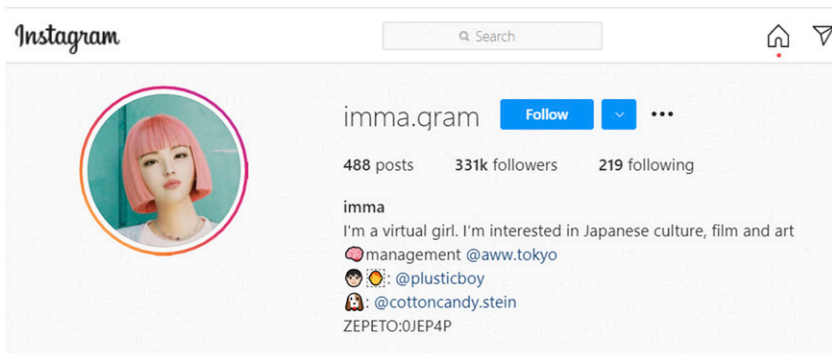 Instagram
Search
imma.gram Follow
488 posts 331k followers 219 following
imma
I'm a virtual girl. I'm interested in Japanese culture, film and art
🧠management @aww.tokyo
: @plusticboy
🐶: @cottoncandy.stein
ZEPETO:0JEP4P